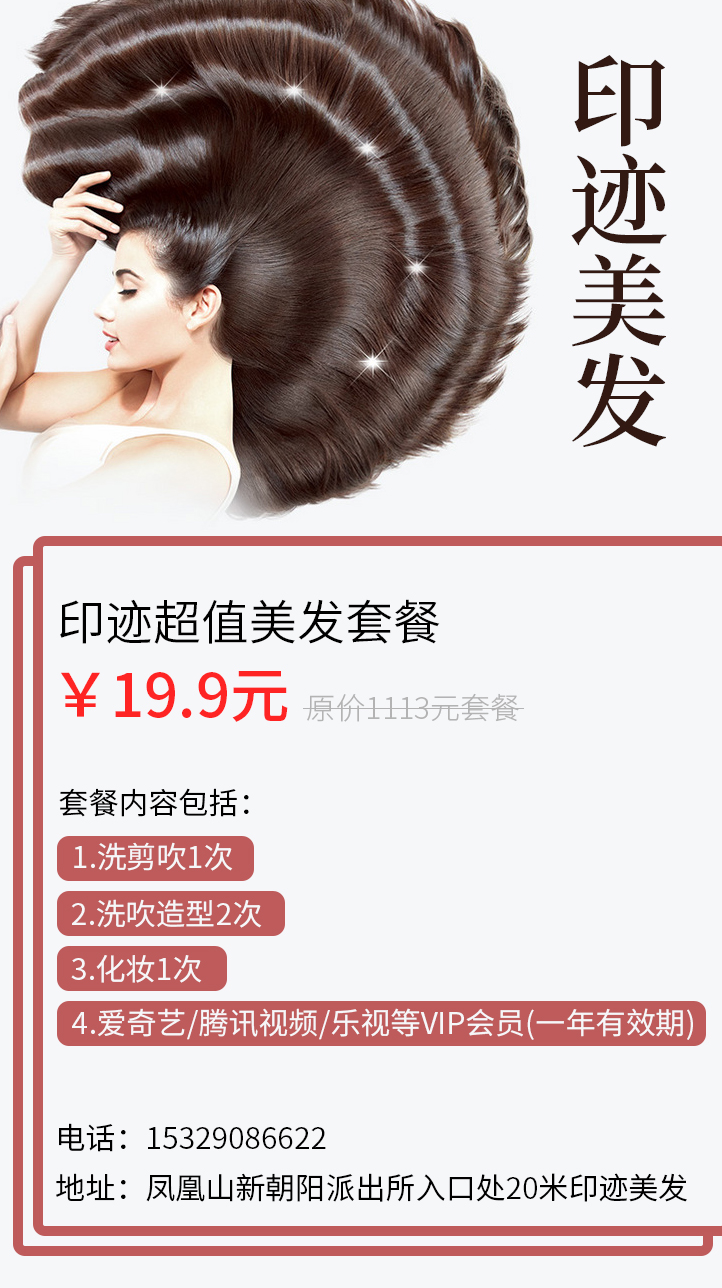 印迹美发
印迹超值美发套餐
￥19.9元 原价1113元套餐
套餐内容包括：
1.洗剪吹1次
2.洗吹造型2次
3.化妆1次
4.爱奇艺/腾讯视频/乐视等VIP会员(一年有效期)
电话：15329086622
地址：凤凰山新朝阳派出所入口处20米印迹美发